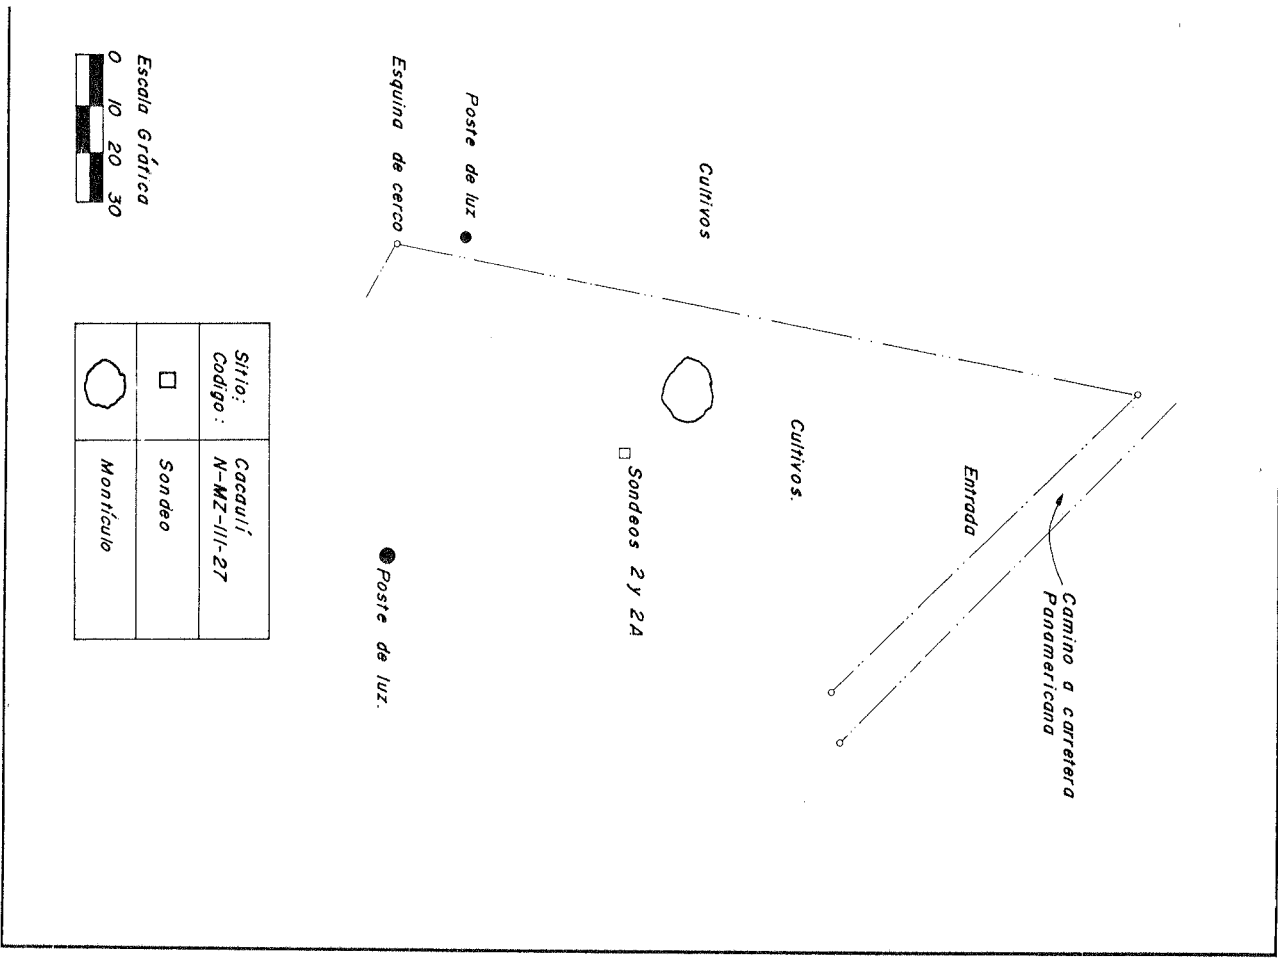 Camino a carretera
Panamericana
Entrada
Cultivos.
Cultivos
Sondeos 2 y 2A
Poste de luz
Esquina de cerco
Poste de luz.
Sitio: Cacaulí
Codigo: N-MZ-III-27
Sondeo
Montículo
Escala Gráfica
0 10 20 30